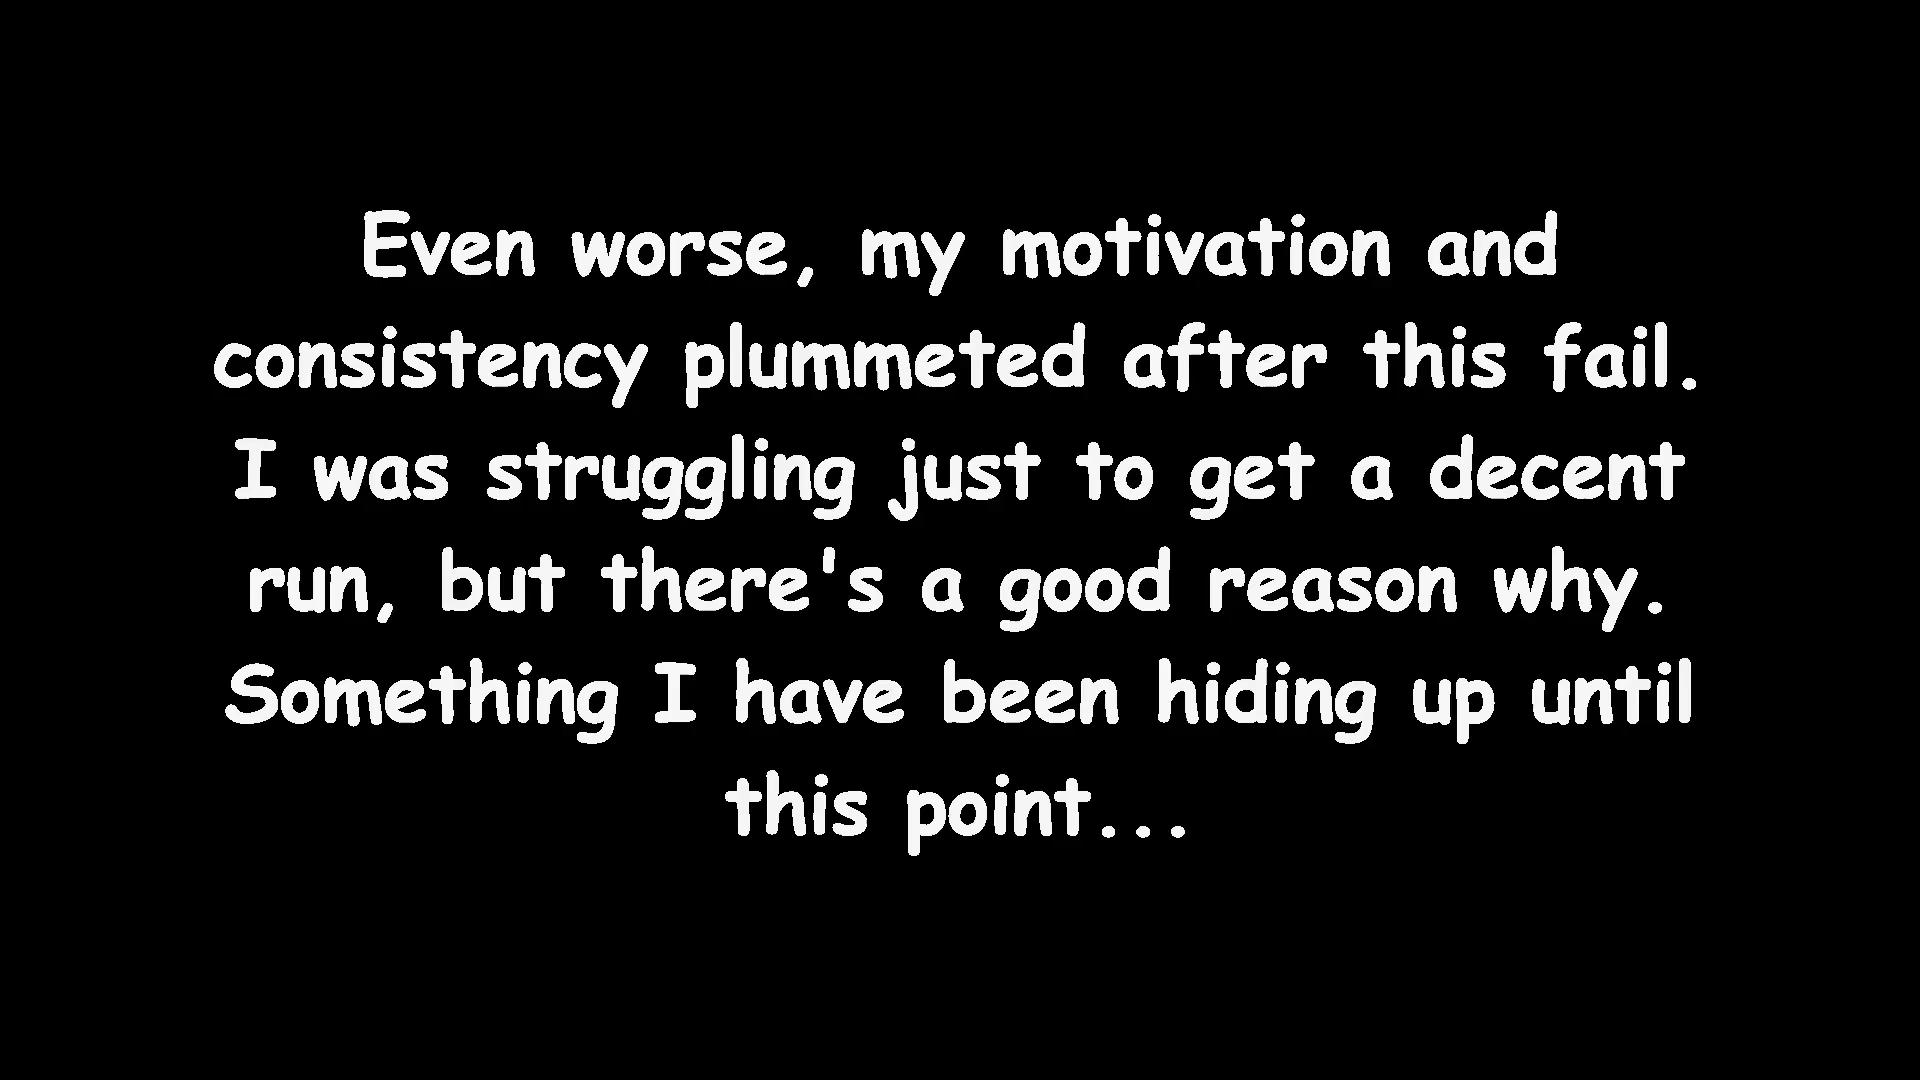 Even worse, my motivation and
consistency plummeted after this fail.
I was struggling just to get a decent
run, but there's a good reason why.
Something I have been hiding up until
this point...